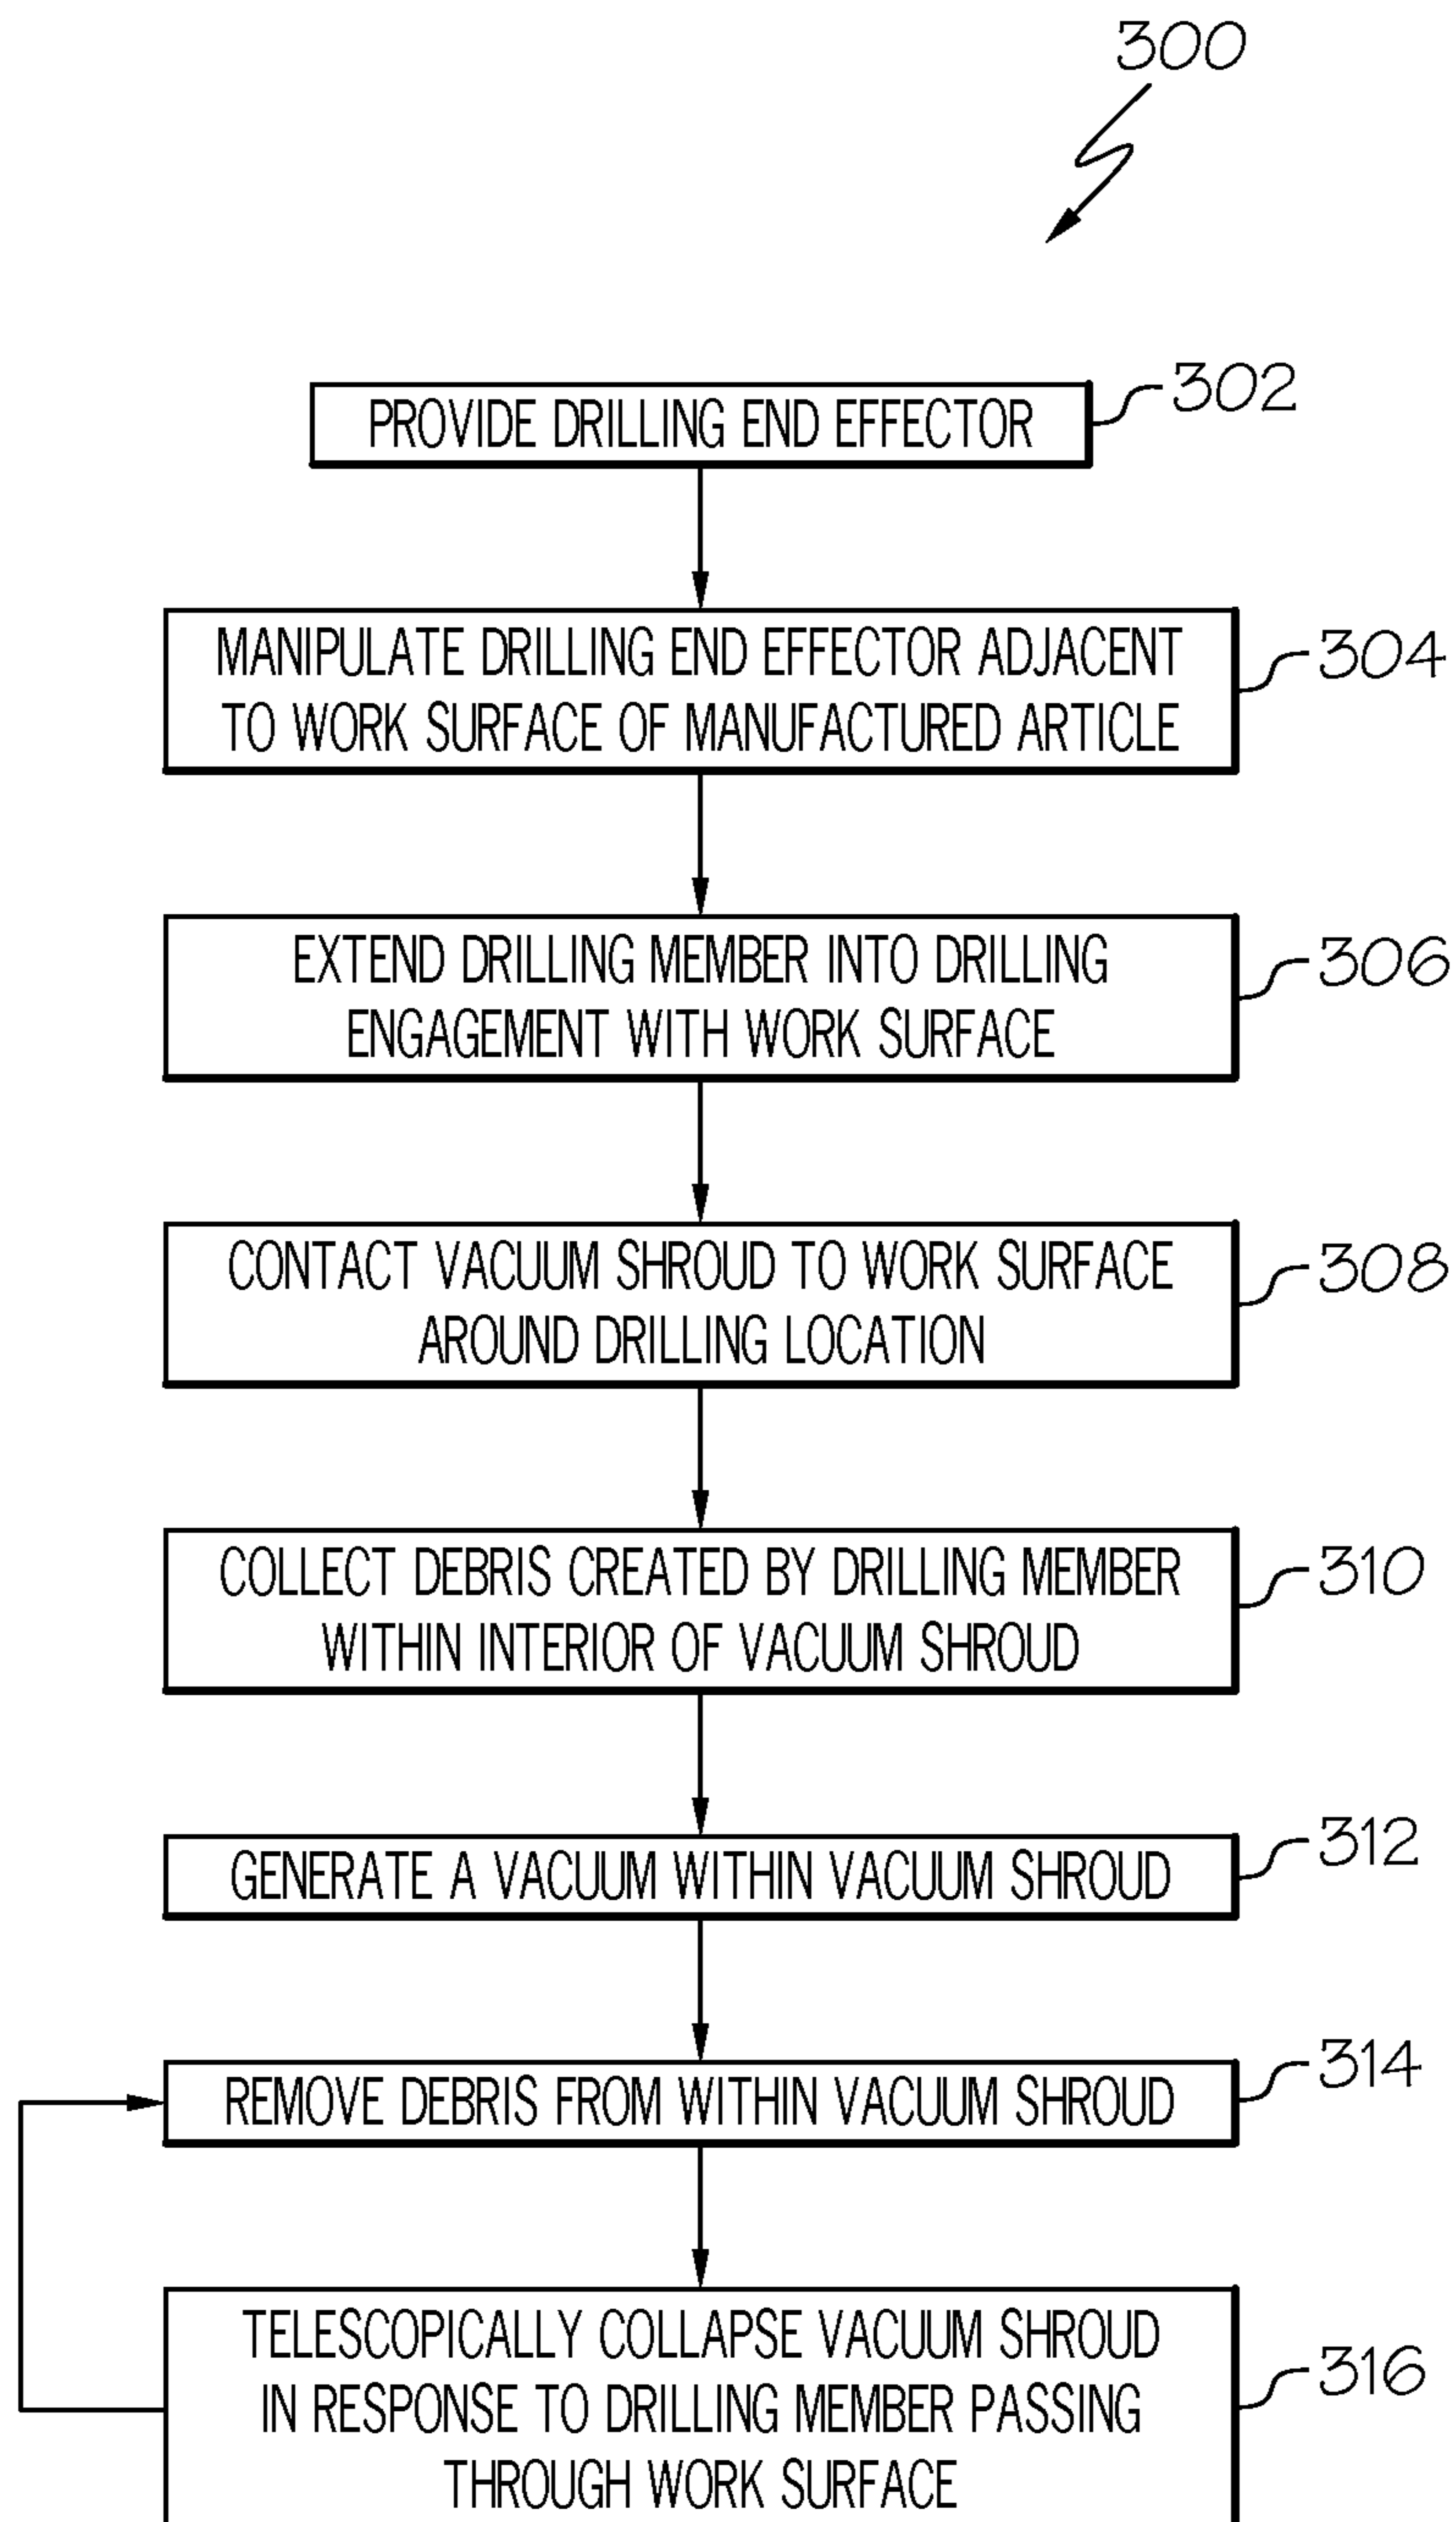 300
PROVIDE DRILLING END EFFECTOR
302
MANIPULATE DRILLING END EFFECTOR ADJACENT
TO WORK SURFACE OF MANUFACTURED ARTICLE
304
EXTEND DRILLING MEMBER INTO DRILLING
ENGAGEMENT WITH WORK SURFACE
306
CONTACT VACUUM SHROUD TO WORK SURFACE
AROUND DRILLING LOCATION
308
COLLECT DEBRIS CREATED BY DRILLING MEMBER
WITHIN INTERIOR OF VACUUM SHROUD
310
GENERATE A VACUUM WITHIN VACUUM SHROUD
312
REMOVE DEBRIS FROM WITHIN VACUUM SHROUD
314
TELESCOPICALLY COLLAPSE VACUUM SHROUD
IN RESPONSE TO DRILLING MEMBER PASSING
THROUGH WORK SURFACE
316